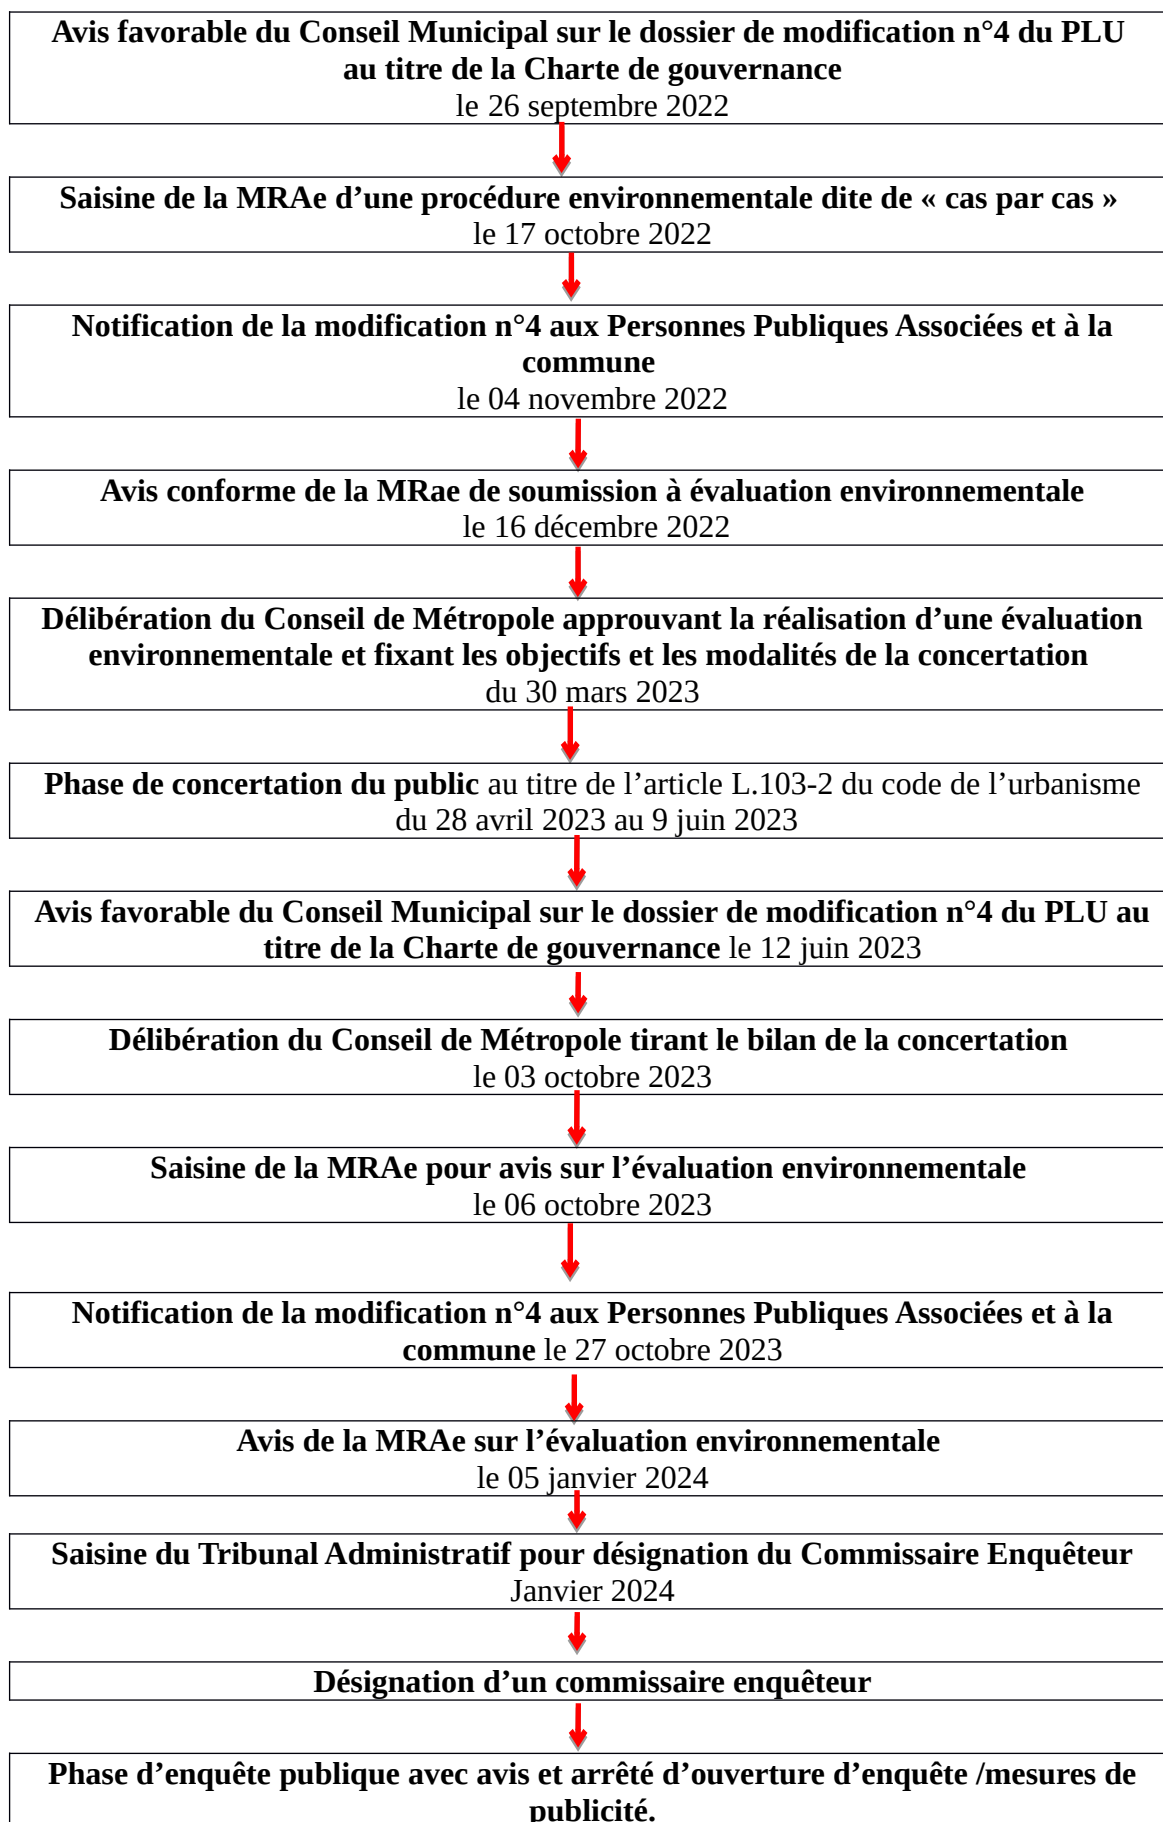 Avis favorable du Conseil Municipal sur le dossier de modification n°4 du PLU
au titre de la Charte de gouvernance
le 26 septembre 2022
Saisine de la MRAe d’une procédure environnementale dite de « cas par cas »
le 17 octobre 2022
Notification de la modification n°4 aux Personnes Publiques Associées et à la
commune
le 04 novembre 2022
Avis conforme de la MRae de soumission à évaluation environnementale
le 16 décembre 2022
Délibération du Conseil de Métropole approuvant la réalisation d’une évaluation
environnementale et fixant les objectifs et les modalités de la concertation
du 30 mars 2023
Phase de concertation du public au titre de l’article L.103-2 du code de l’urbanisme
du 28 avril 2023 au 9 juin 2023
Avis favorable du Conseil Municipal sur le dossier de modification n°4 du PLU au
titre de la Charte de gouvernance le 12 juin 2023
Délibération du Conseil de Métropole tirant le bilan de la concertation
le 03 octobre 2023
Saisine de la MRAe pour avis sur l’évaluation environnementale
le 06 octobre 2023
Notification de la modification n°4 aux Personnes Publiques Associées et à la
commune le 27 octobre 2023
Avis de la MRAe sur l’évaluation environnementale
le 05 janvier 2024
Saisine du Tribunal Administratif pour désignation du Commissaire Enquêteur
Janvier 2024
Désignation d’un commissaire enquêteur
Phase d’enquête publique avec avis et arrêté d’ouverture d’enquête /mesures de
publicité.